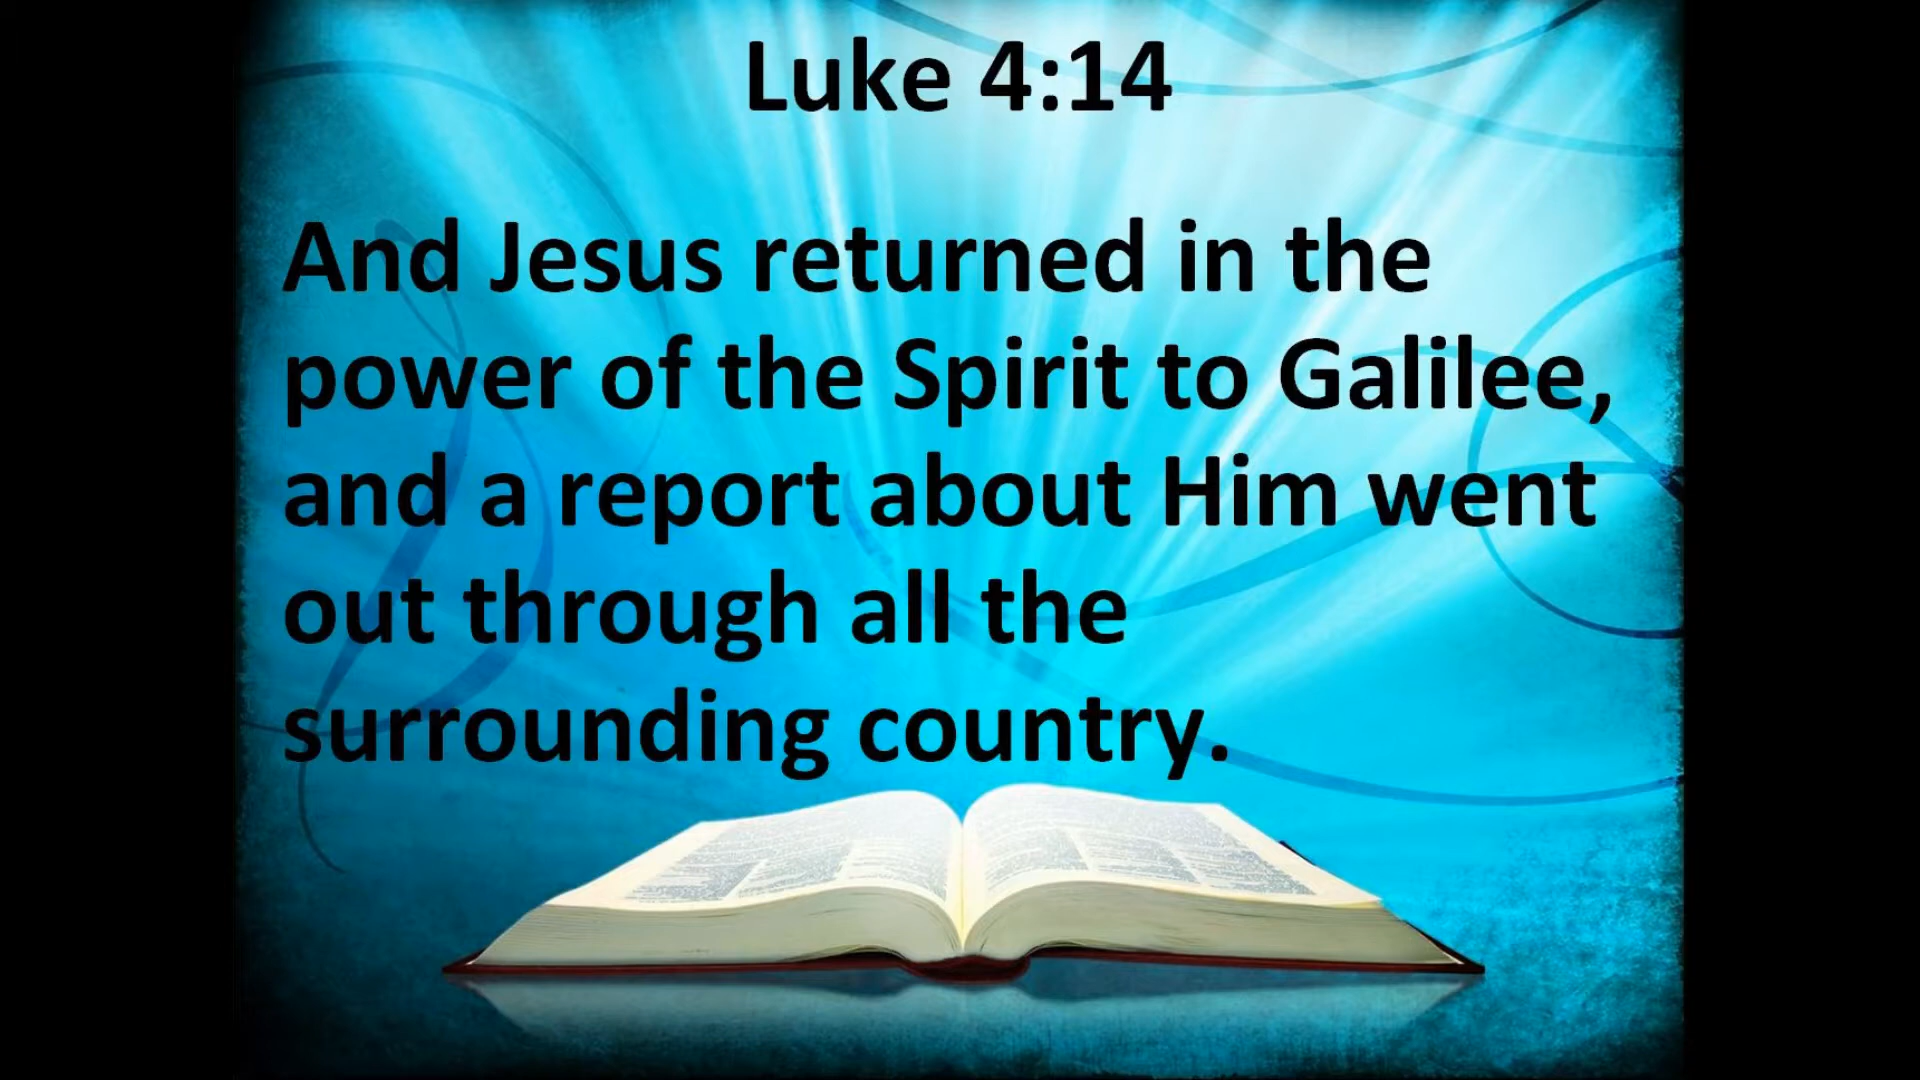 Luke 4:14
And Jesus returned in the
power of the Spirit to Galilee,
and a report about Him went
out through all the
surrounding country.